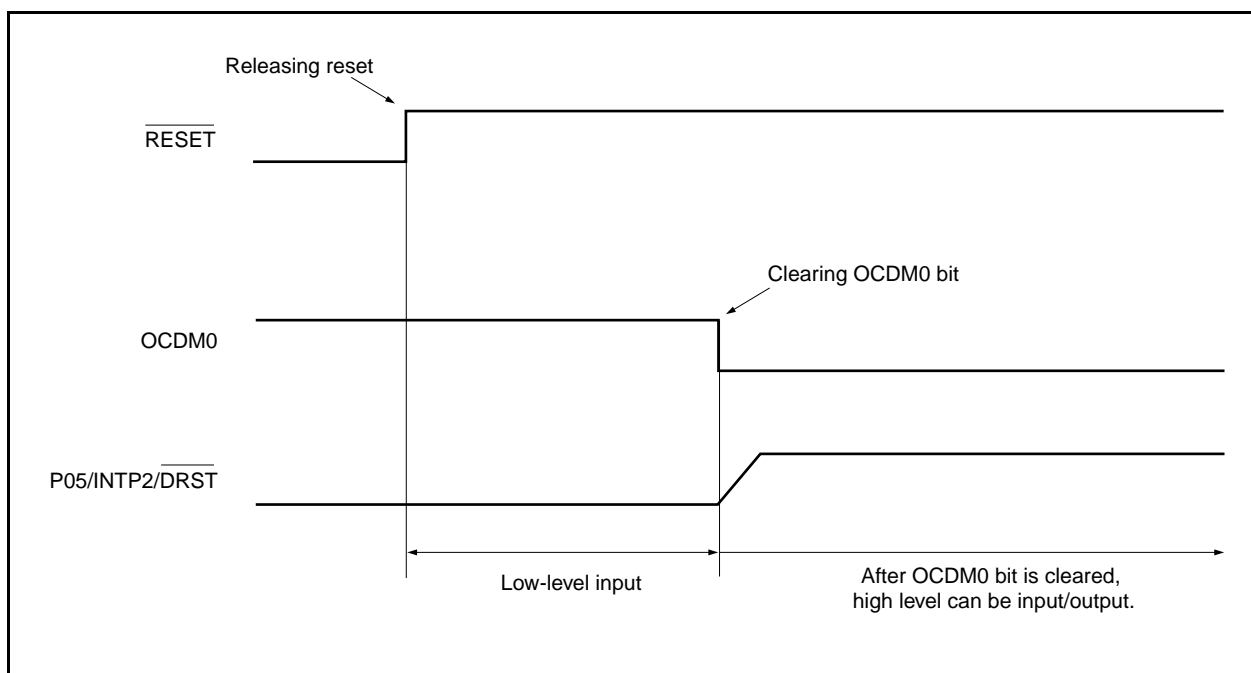 Releasing reset
RESET
Clearing OCDM0 bit
OCDM0
P05/INTP2/DRST
Low-level input
After OCDM0 bit is cleared,
high level can be input/output.